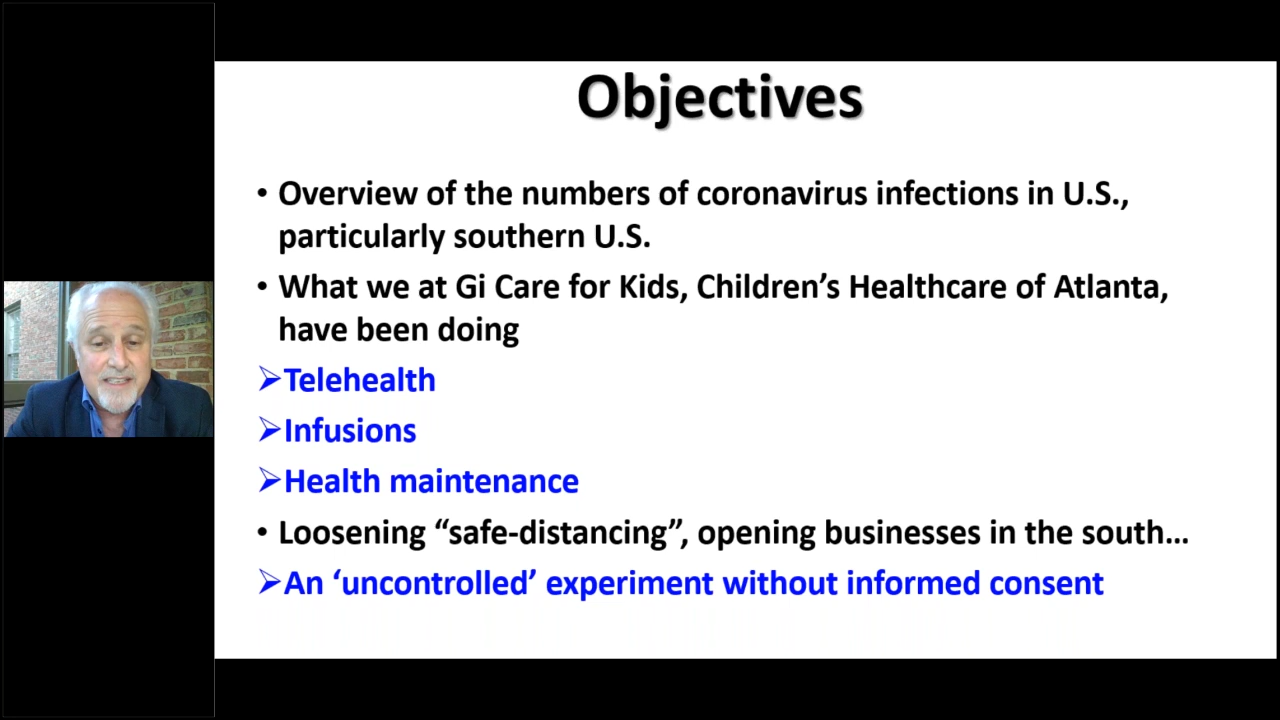 Objectives
• Overview of the numbers of coronavirus infections in U.S.,
particularly southern U.S.
• What we at Gi Care for Kids, Children’s Healthcare of Atlanta,
have been doing
➢Telehealth
➢Infusions
➢Health maintenance
• Loosening “safe-distancing”, opening businesses in the south…
➢An ‘uncontrolled’ experiment without informed consent